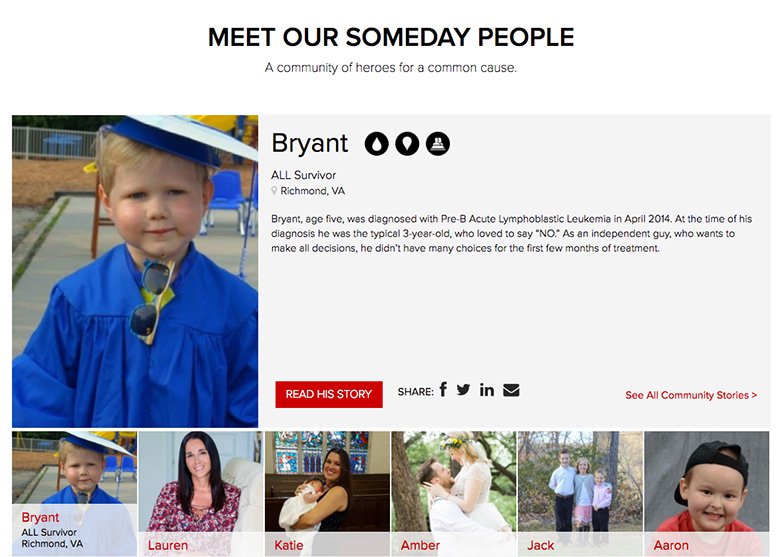 MEET OUR SOMEDAY PEOPLE
A community of heroes for a common cause.
Bryant
ALL Survivor
Richmond, VA
Bryant, age five, was diagnosed with Pre-B Acute Lymphoblastic Leukemia in April 2014. At the time of his
diagnosis he was the typical 3-year-old, who loved to say "NO." As an independent guy, who wants to
make all decisions, he didn't have many choices for the first few months of treatment.
READ HIS STORY
SHARE:
See All Community Stories >
Bryant
ALL Survivor
Richmond, VA
Lauren
Katie
Amber
Jack
Aaron